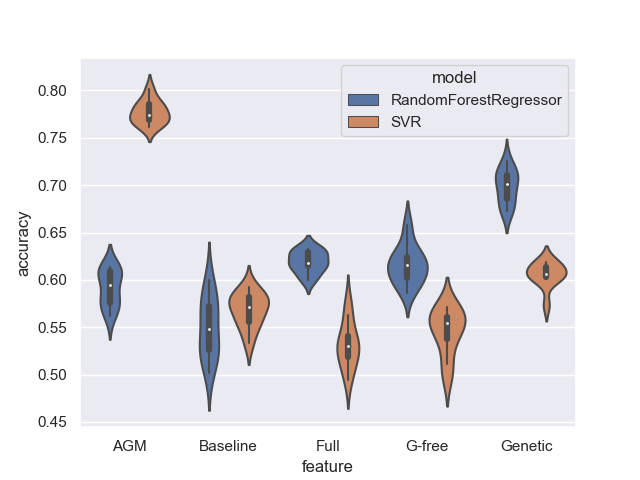 model
RandomForestRegressor
SVR
accuracy
0.80
0.75
0.70
0.65
0.60
0.55
0.50
0.45
AGM
Baseline
Full
G-free
Genetic
feature